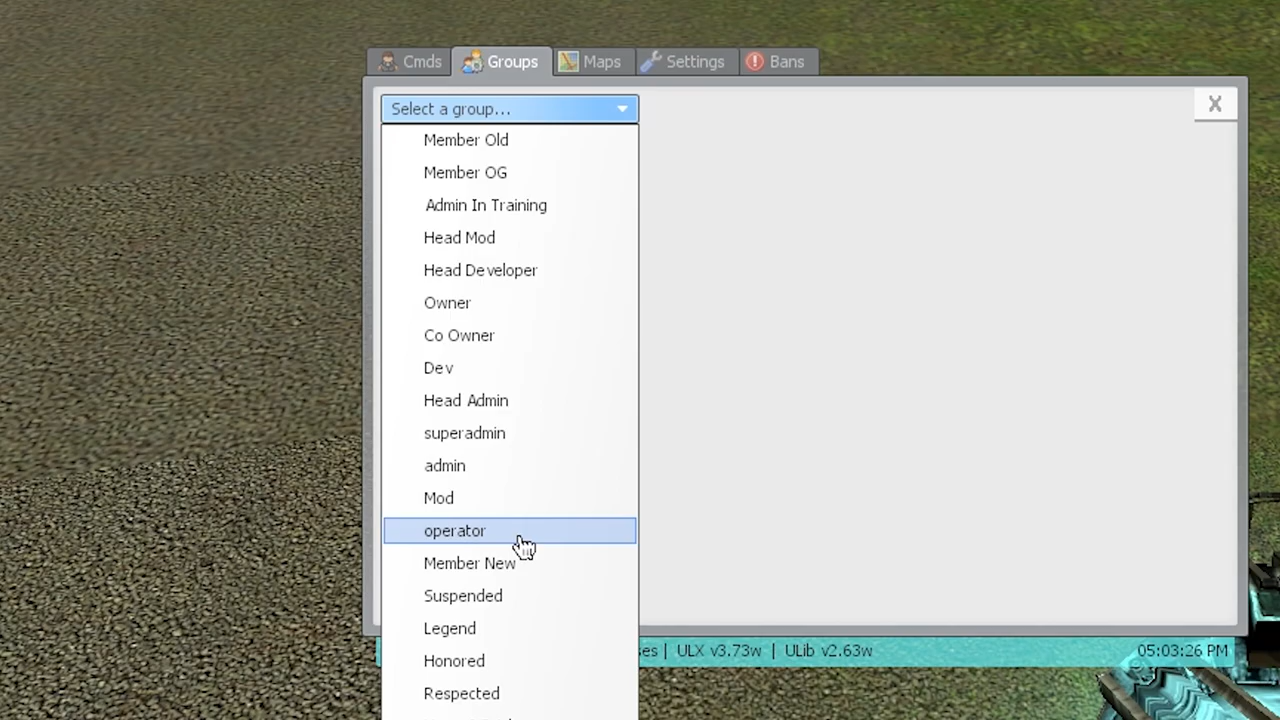 Cmds Groups Maps Settings Bans
Select a group... X
Member Old
Member OG
Admin In Training
Head Mod
Head Developer
Owner
Co Owner
Dev
Head Admin
superadmin
admin
Mod
operator
Member New
Suspended
Legend
ULX v3.73w | ULib v2.63w 05:03:26 PM
Honored
Respected